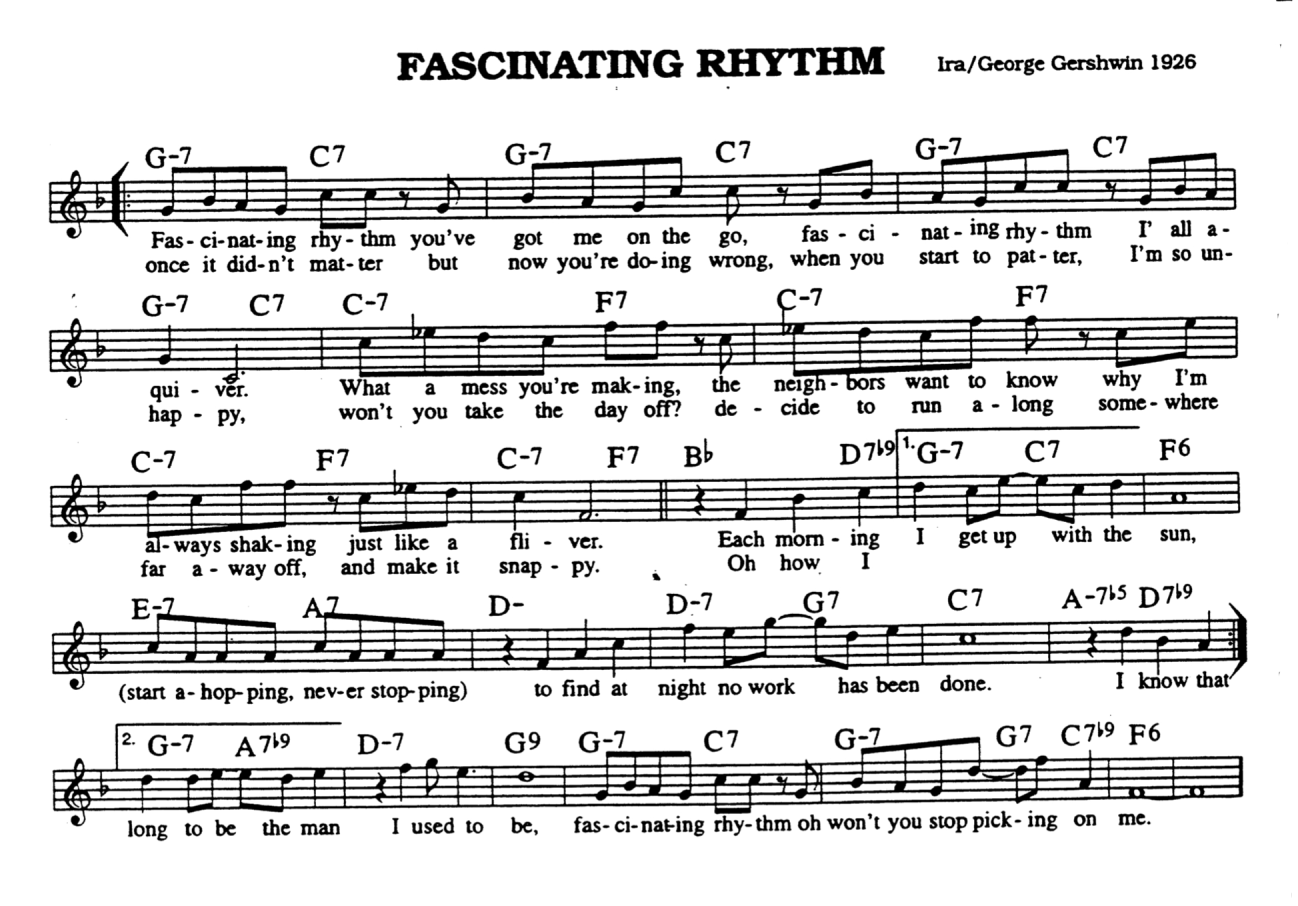 FASCINATING RHYTHM
Ira/George Gershwin 1926
G-7 C7 G-7 C7 G-7 C7
Fas-ci-nat-ing rhy-thm you've got me on the go, fas-ci-nat-ing rhy-thm I' all a-
once it did-n't mat-ter but now you're do-ing wrong, when you start to pat-ter, I'm so un-
G-7 C7 C-7 F7 C-7 F7
qui-ver. What a mess you're mak-ing, the neigh-bors want to know why I'm
hap-py, won't you take the day off? de-cide to run a-long some-where
C-7 F7 C-7 F7 B♭ D7♭9 1. G-7 C7 F6
al-ways shak-ing just like a fli-ver. Each morn-ing I get up with the sun,
far a-way off, and make it snap-py. Oh how I
E-7 A7 D- D-7 G7 C7 A-7♭5 D7♭9
(start a-hop-ping, nev-er stop-ping) to find at night no work has been done. I know that
2. G-7 A7♭9 D-7 G9 G-7 C7 G-7 G7 C7♭9 F6
long to be the man I used to be, fas-ci-nat-ing rhy-thm oh won't you stop pick-ing on me.